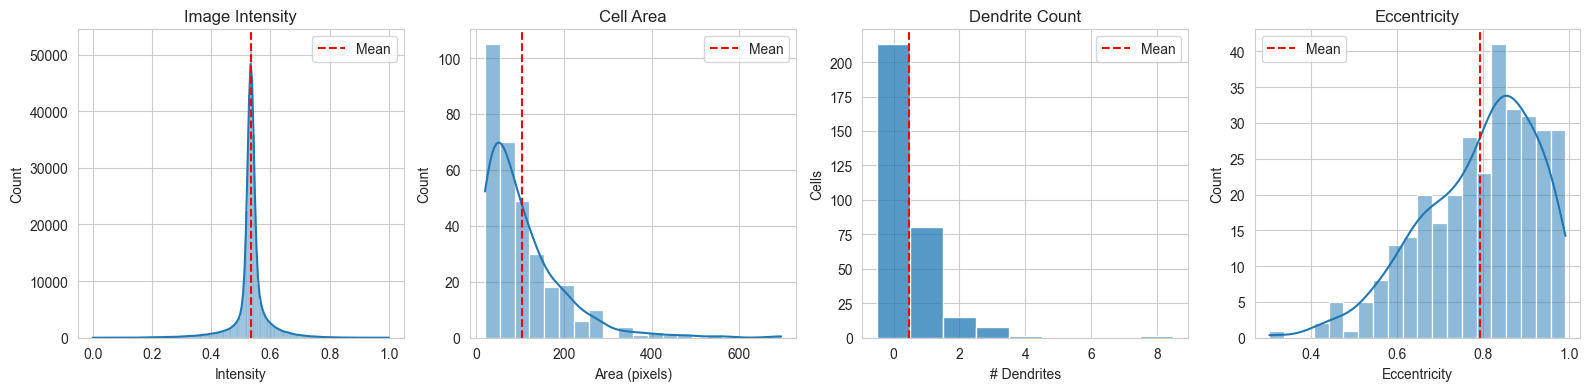 Image Intensity
Mean
50000
40000
30000
20000
10000
0
Count
0.0 0.2 0.4 0.6 0.8 1.0
Intensity
Cell Area
Mean
100
80
60
40
20
0
Count
0 200 400 600
Area (pixels)
Dendrite Count
Mean
200
175
150
125
100
75
50
25
0
Cells
0 2 4 6 8
# Dendrites
Eccentricity
Mean
40
35
30
25
20
15
10
5
0
Count
0.4 0.6 0.8 1.0
Eccentricity